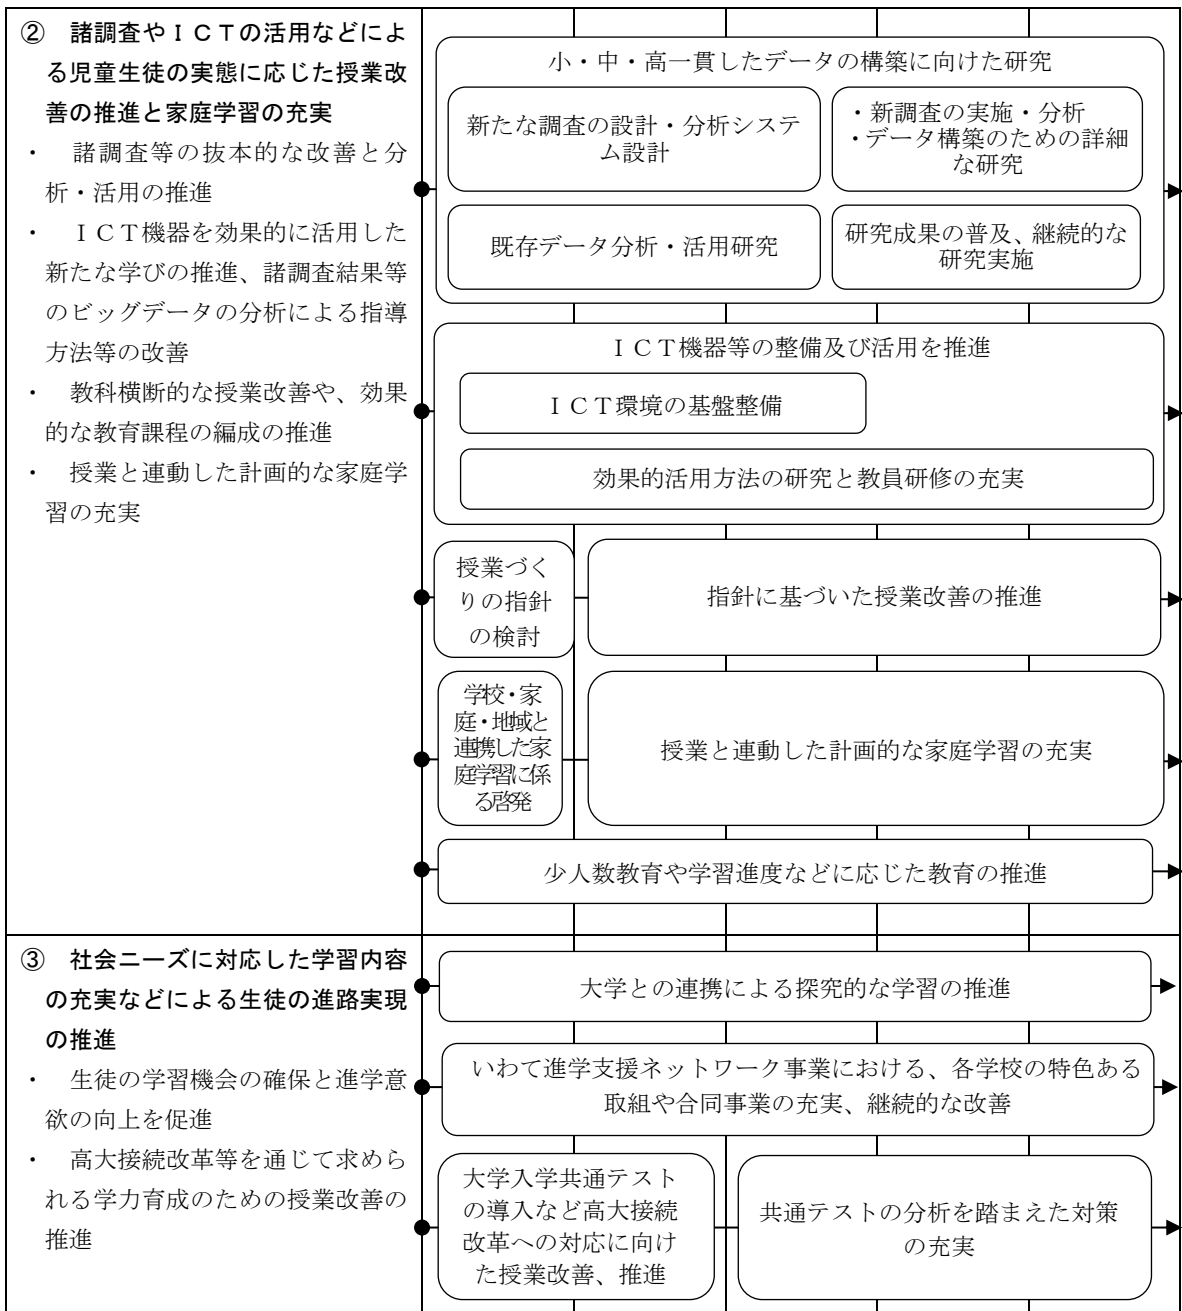 ② 諸調査やＩＣＴの活用などによ
る児童生徒の実態に応じた授業改
善の推進と家庭学習の充実
・ 諸調査等の抜本的な改善と分
析・活用の推進
・ ＩＣＴ機器を効果的に活用した
新たな学びの推進、諸調査結果等
のビッグデータの分析による指導
方法等の改善
・ 教科横断的な授業改善や、効果
的な教育課程の編成の推進
・ 授業と連動した計画的な家庭学
習の充実
小・中・高一貫したデータの構築に向けた研究
新たな調査の設計・分析システ
ム設計
・新調査の実施・分析
・データ構築のための詳細
な研究
既存データ分析・活用研究
研究成果の普及、継続的な
研究実施
ＩＣＴ機器等の整備及び活用を推進
ＩＣＴ環境の基盤整備
効果的活用方法の研究と教員研修の充実
授業づく
りの指針
の検討
指針に基づいた授業改善の推進
学校・家
庭・地域と
連携した家
庭学習に係
る啓発
授業と連動した計画的な家庭学習の充実
少人数教育や学習進度などに応じた教育の推進
③ 社会ニーズに対応した学習内容
の充実などによる生徒の進路実現
の推進
・ 生徒の学習機会の確保と進学意
欲の向上を促進
・ 高大接続改革等を通じて求めら
れる学力育成のための授業改善の
推進
大学との連携による探究的な学習の推進
いわて進学支援ネットワーク事業における、各学校の特色ある
取組や合同事業の充実、継続的な改善
大学入学共通テスト
の導入など高大接続
改革への対応に向け
た授業改善、推進
共通テストの分析を踏まえた対策
の充実